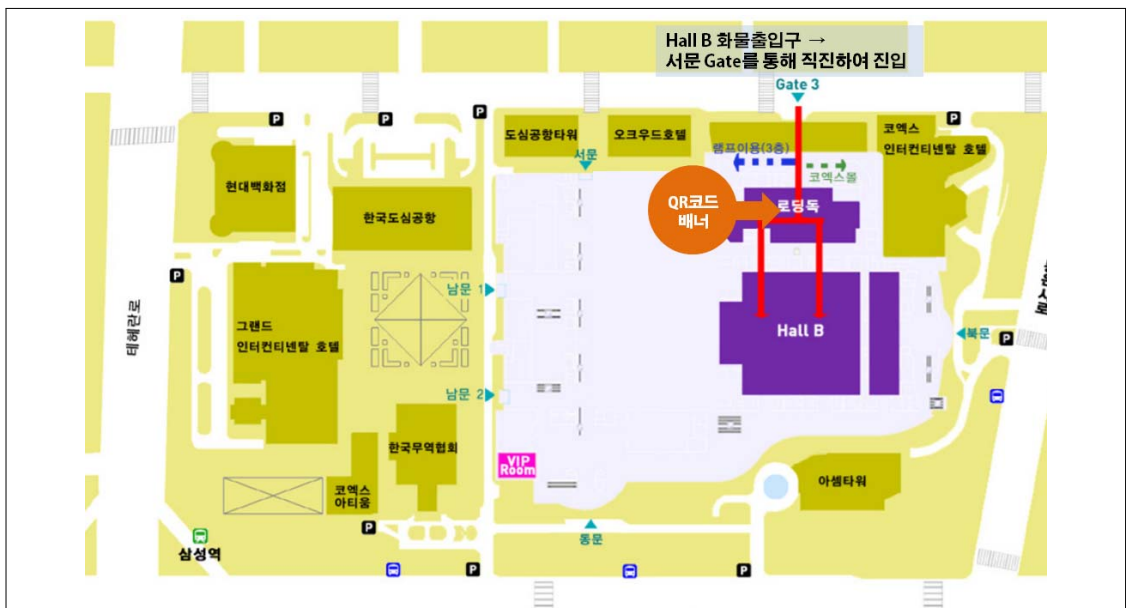 Hall B 화물출입구 →
서문 Gate를 통해 직진하여 진입
Gate 3
P
P
P
P
도심공항타워
오크우드호텔
코엑스
인터컨티넨탈 호텔
서문
램프이용(3층)
코엑스몰
현대백화점
한국도심공항
QR코드
배너
로딩독
P
남문 1
테헤란로
그랜드
인터컨티넨탈 호텔
Hall B
북문
P
남문 2
한국무역협회
VIP
Room
코엑스
아티움
아셈타워
P
삼성역
동문
P
P